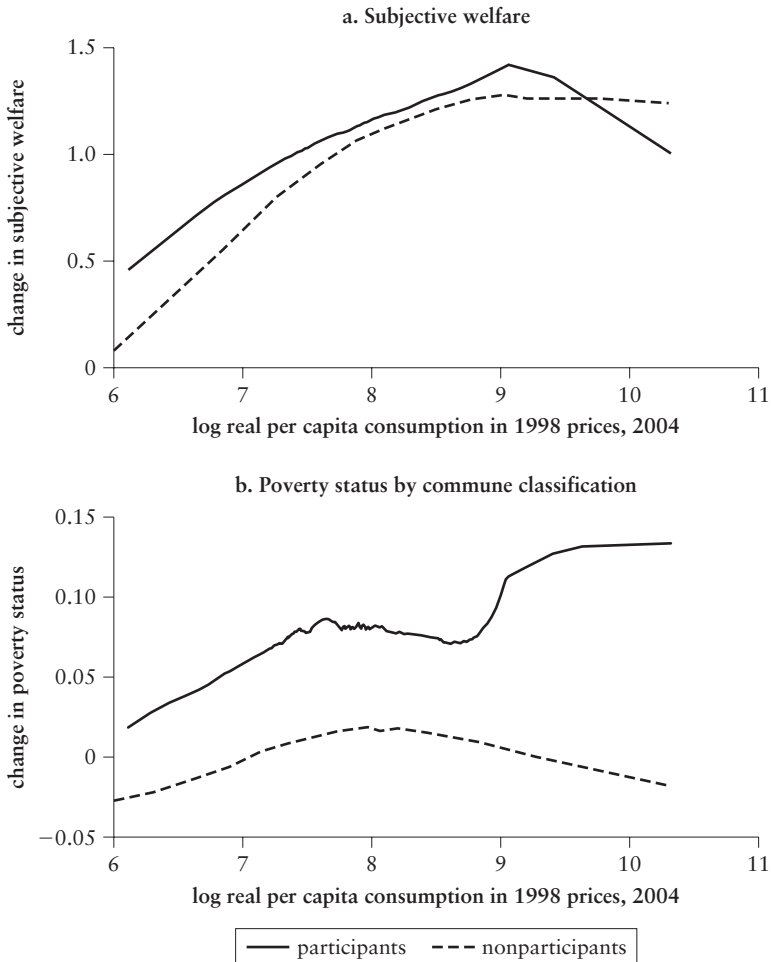 a. Subjective welfare
change in subjective welfare
1.5
1.0
0.5
0
6 7 8 9 10 11
log real per capita consumption in 1998 prices, 2004
b. Poverty status by commune classification
change in poverty status
0.15
0.10
0.05
0
−0.05
6 7 8 9 10 11
log real per capita consumption in 1998 prices, 2004
participants nonparticipants